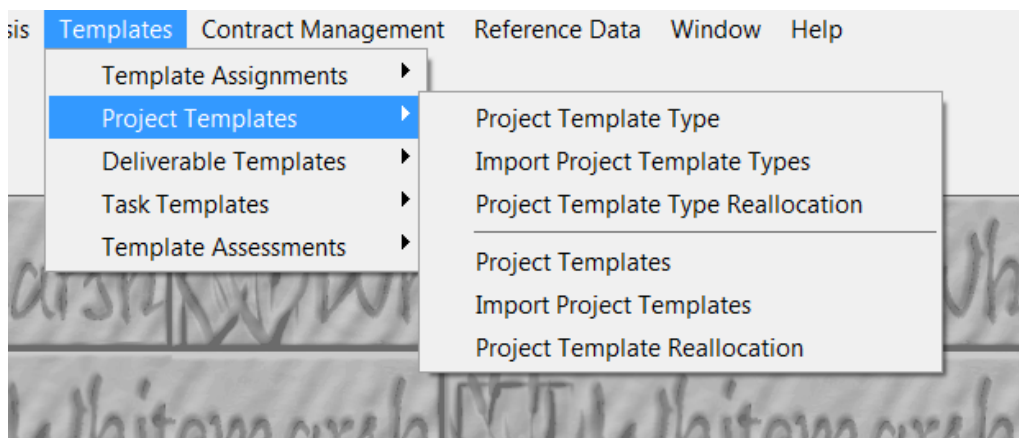 sis Templates Contract Management Reference Data Window Help
Template Assignments
Project Templates
Deliverable Templates
Task Templates
Template Assessments
Project Template Type
Import Project Template Types
Project Template Type Reallocation
Project Templates
Import Project Templates
Project Template Reallocation
Whitemarsh